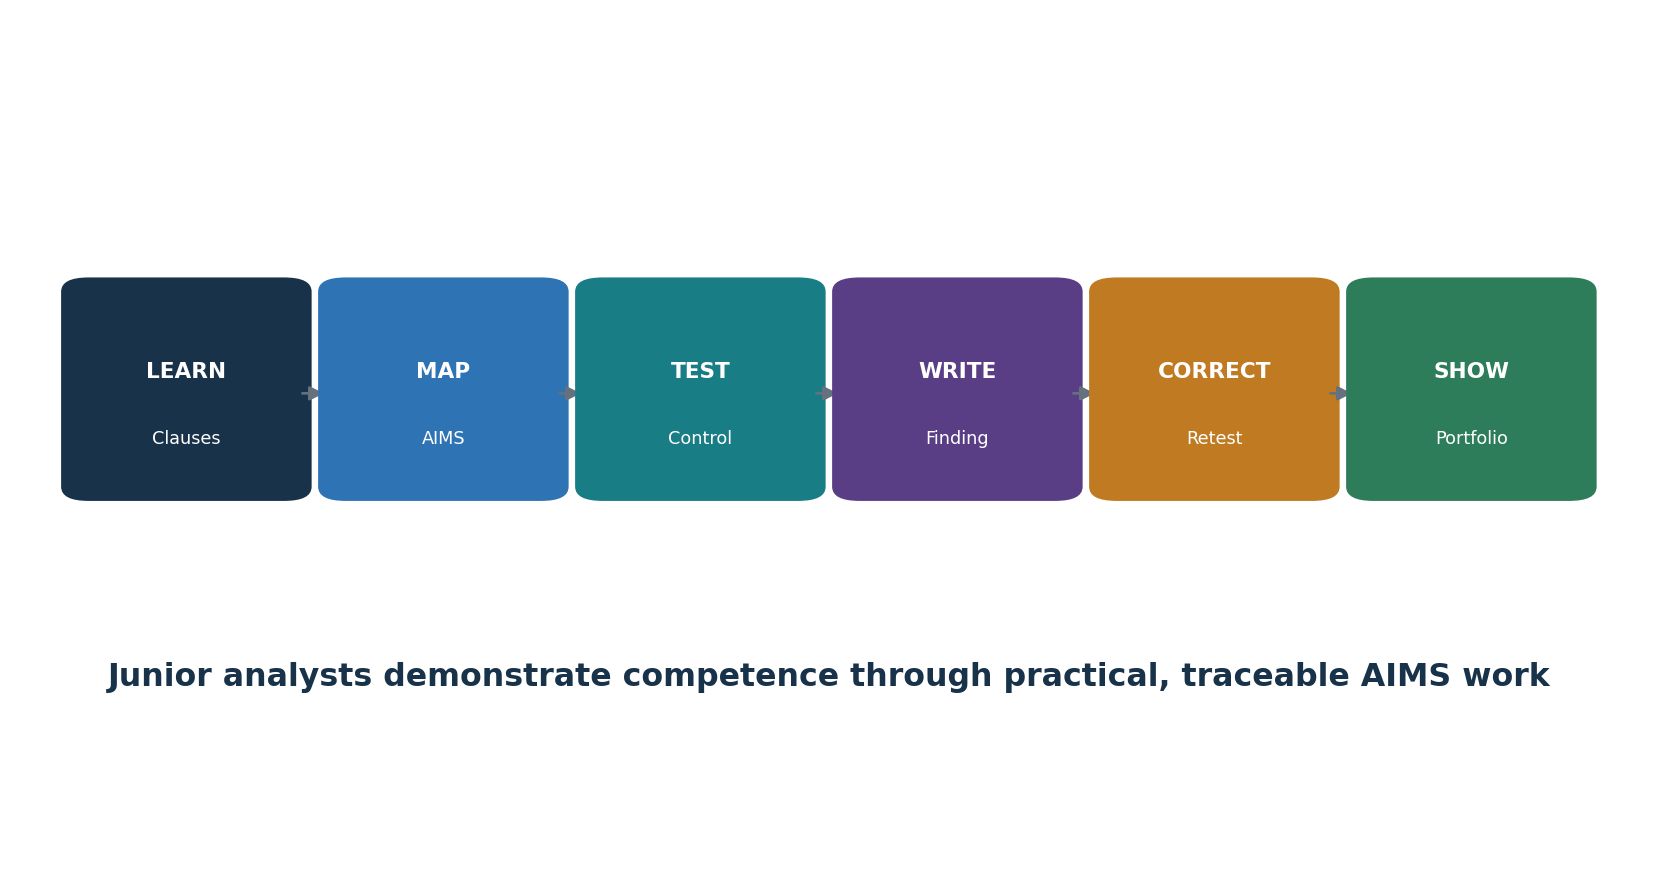 LEARN
Clauses
MAP
AIMS
TEST
Control
WRITE
Finding
CORRECT
Retest
SHOW
Portfolio
Junior analysts demonstrate competence through practical, traceable AIMS work